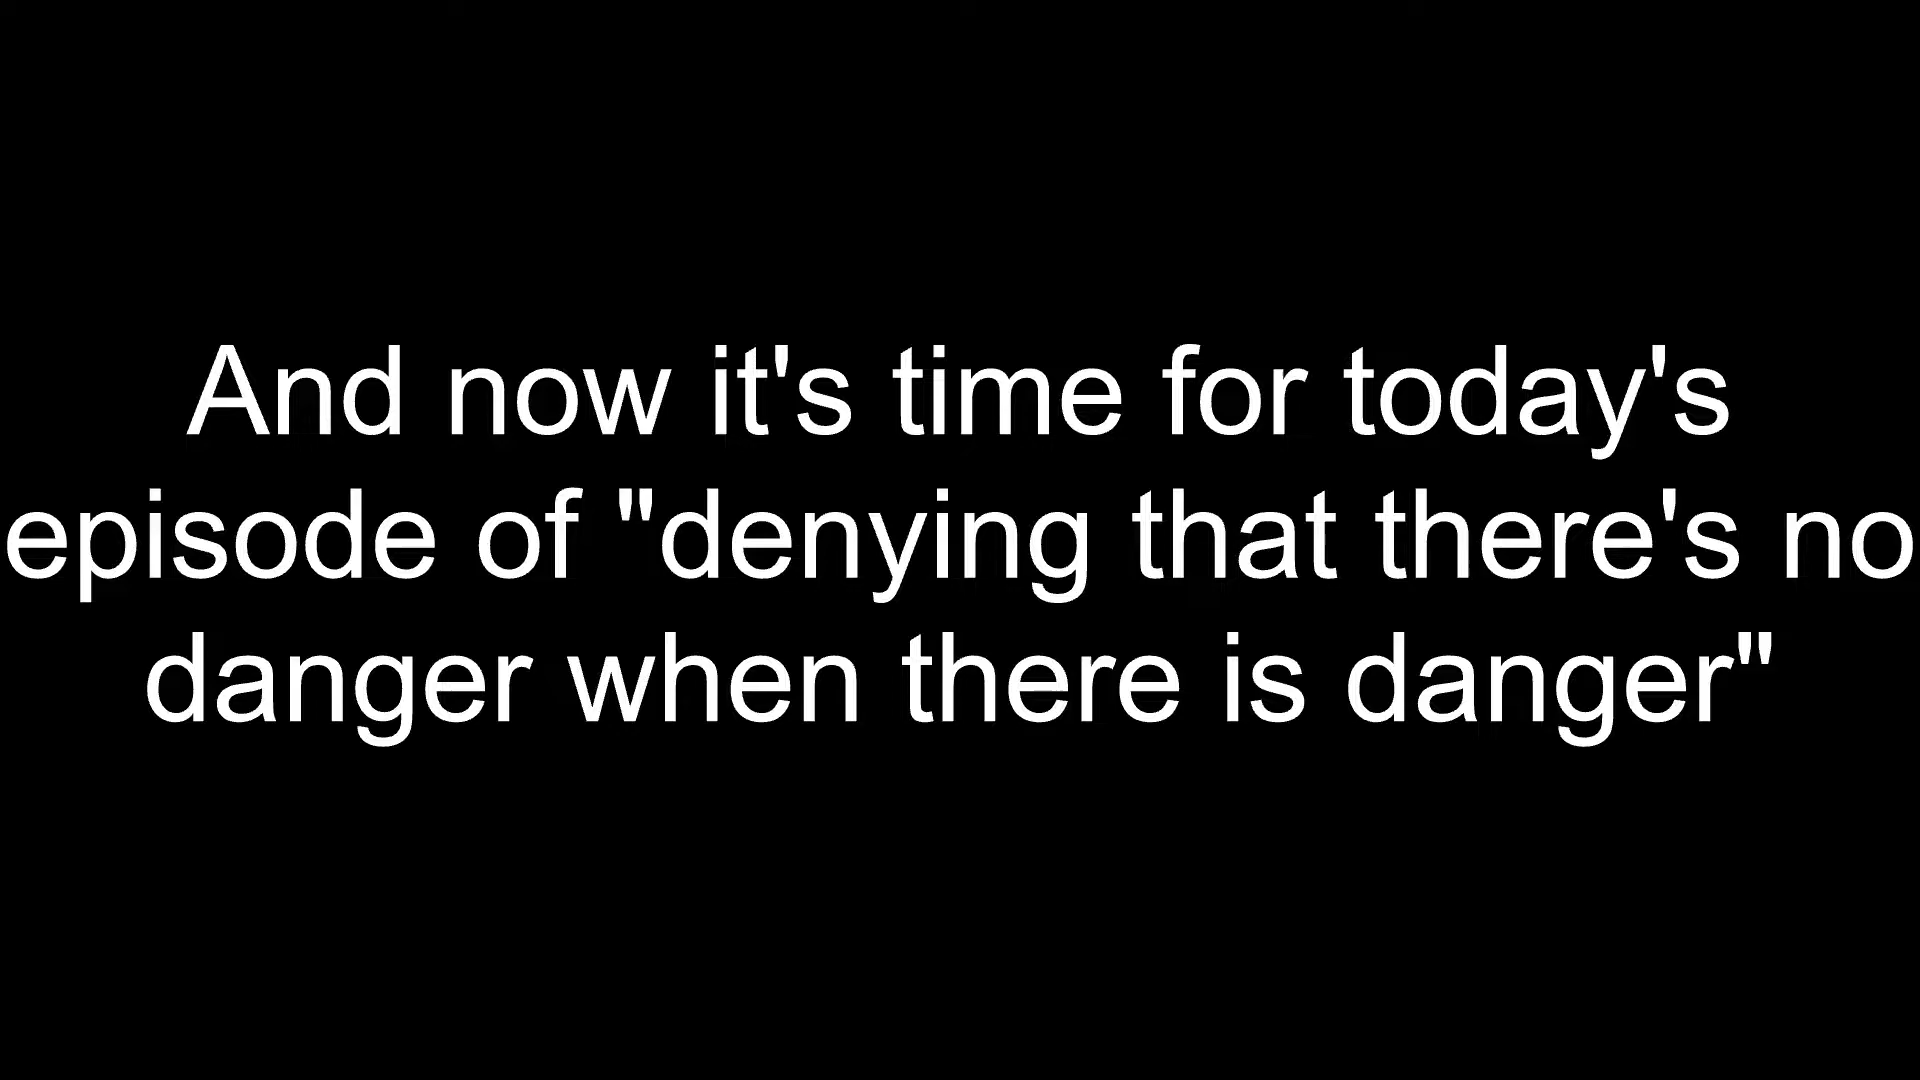 And now it's time for today's
episode of "denying that there's no
danger when there is danger"